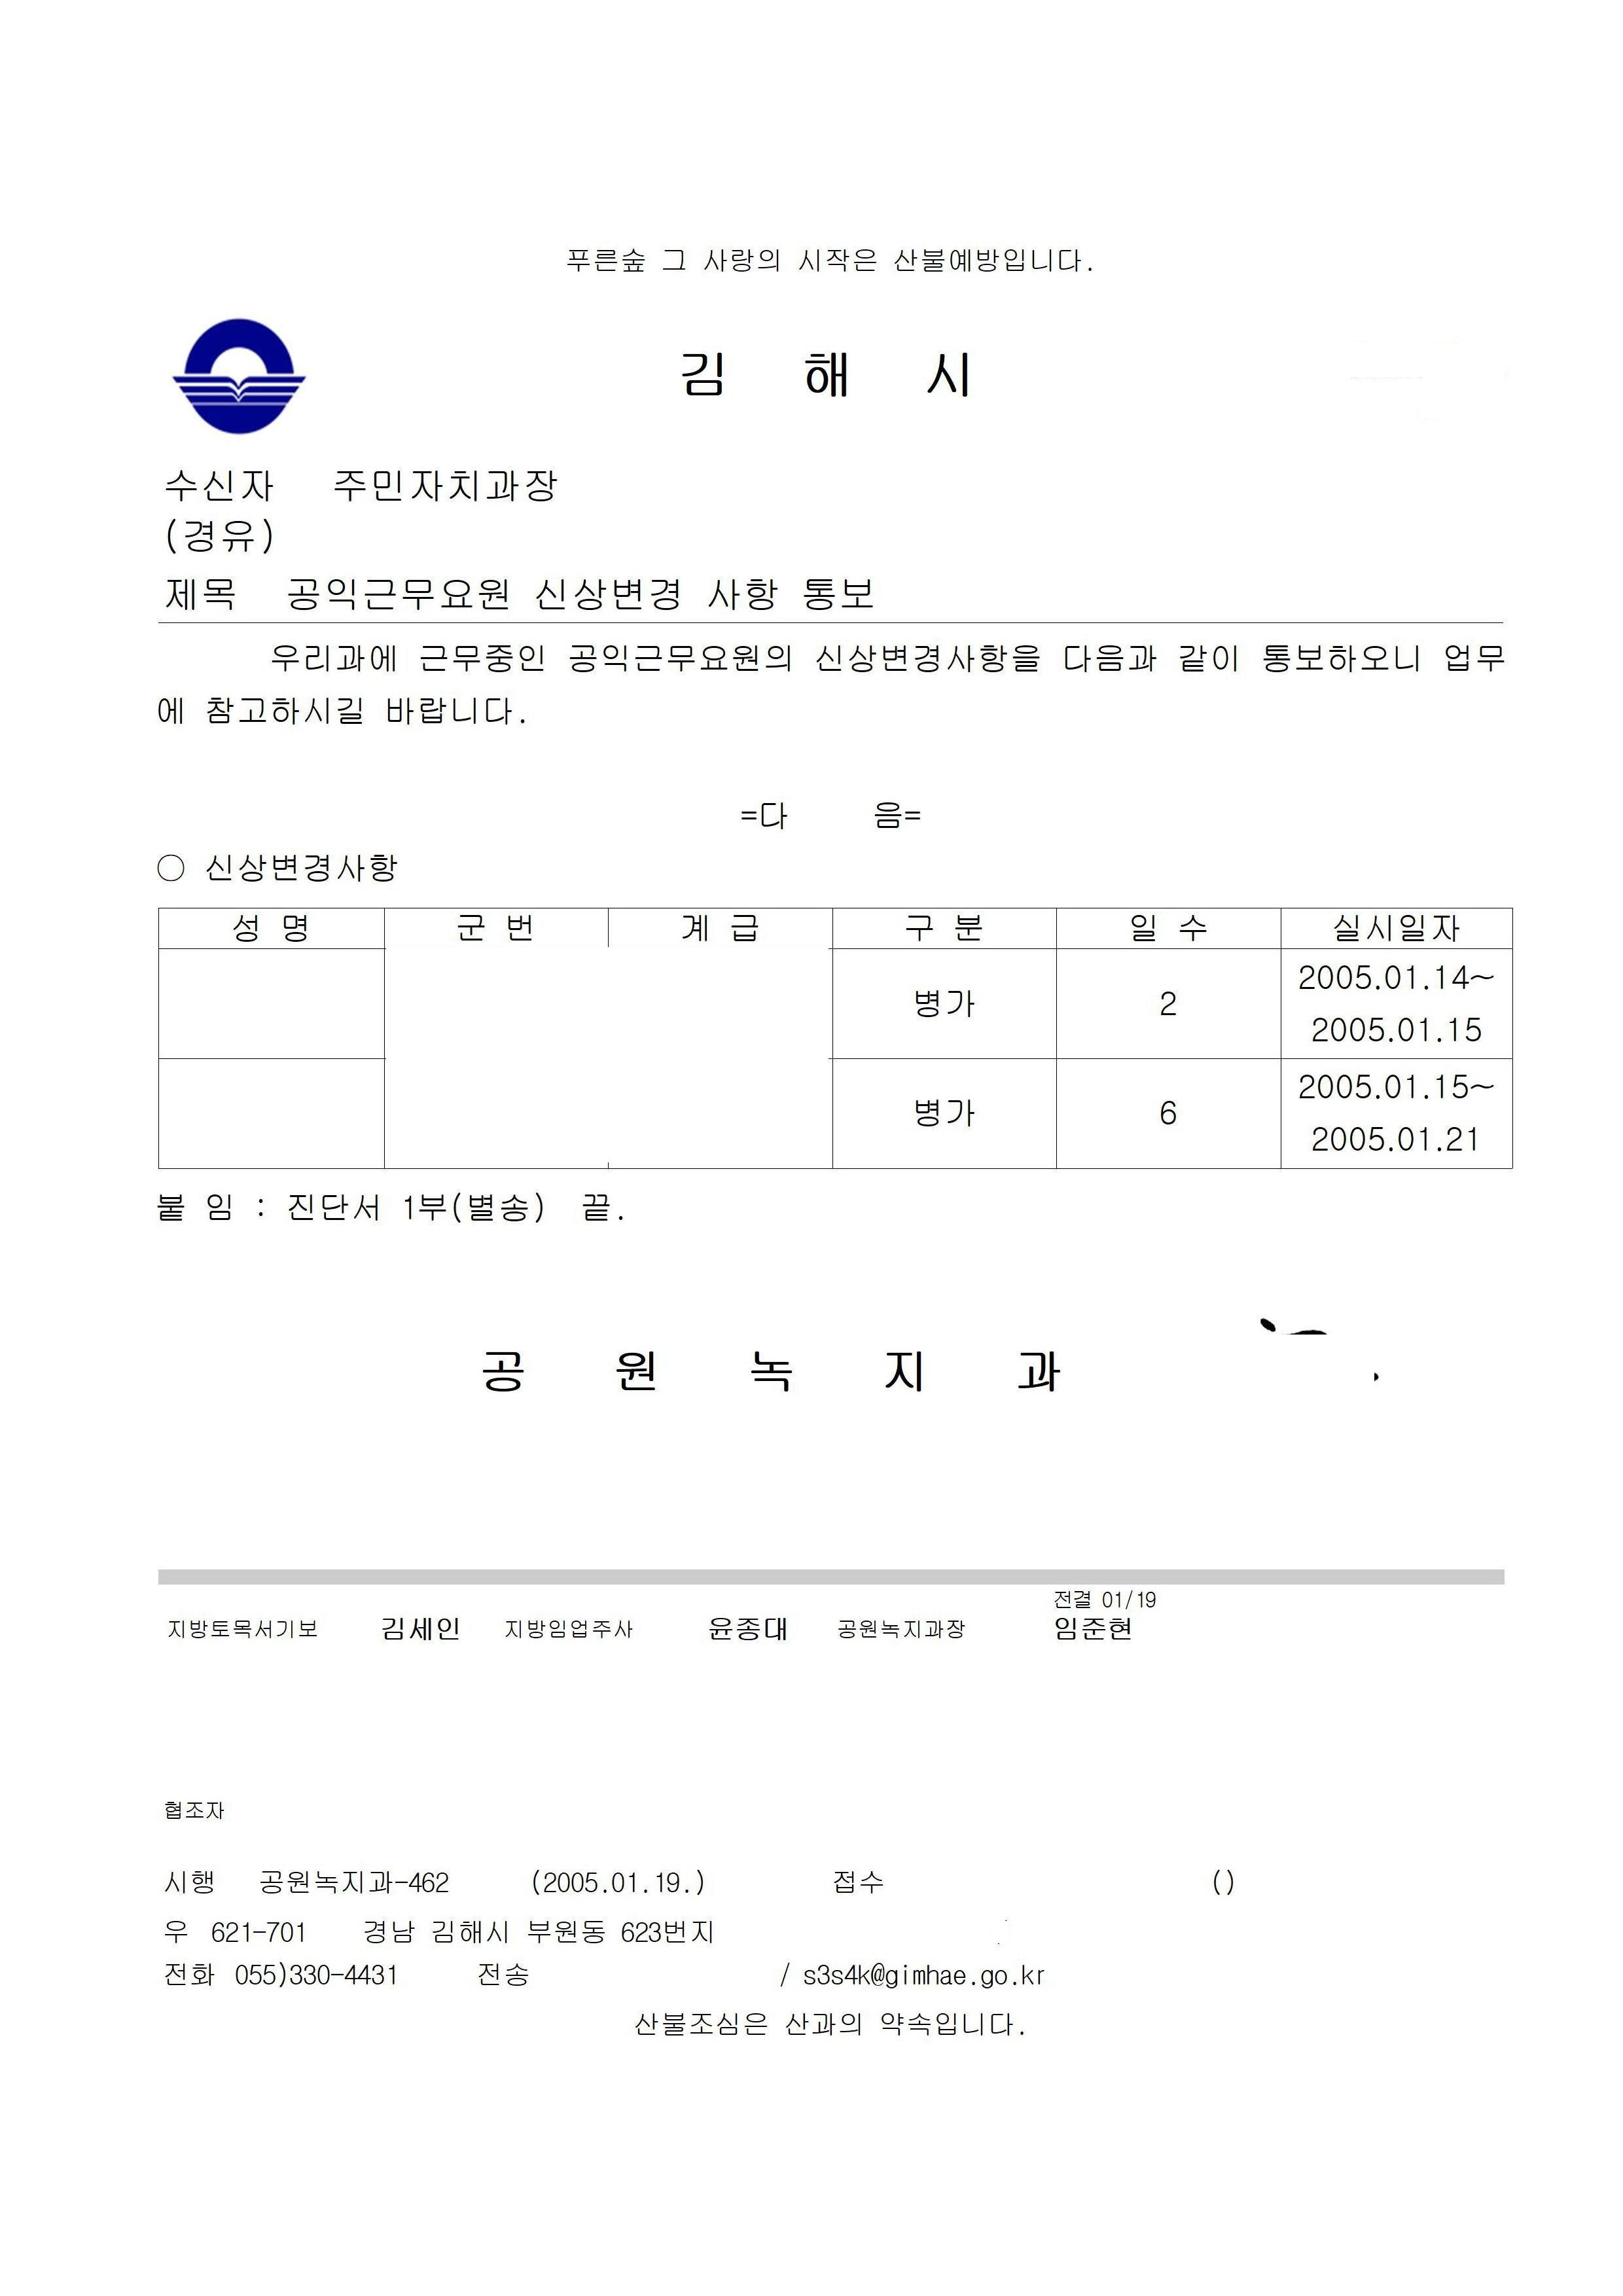 푸른숲 그 사랑의 시작은 산불예방입니다.
김 해 시
수신자 주민자치과장
(경유)
제목 공익근무요원 신상변경 사항 통보
우리과에 근무중인 공익근무요원의 신상변경사항을 다음과 같이 통보하오니 업무
에 참고하시길 바랍니다.
=다 음=
○ 신상변경사항
성 명 군 번 계 급 구 분 일 수 실시일자
병가 2 2005.01.14~
2005.01.15
병가 6 2005.01.15~
2005.01.21
붙 임 : 진단서 1부(별송) 끝.
공 원 녹 지 과
전결 01/19
지방토목서기보 김세인 지방임업주사 윤종대 공원녹지과장 임준현
협조자
시행 공원녹지과-462 (2005.01.19.) 접수 ()
우 621-701 경남 김해시 부원동 623번지
전화 055)330-4431 전송 / s3s4k@gimhae.go.kr
산불조심은 산과의 약속입니다.